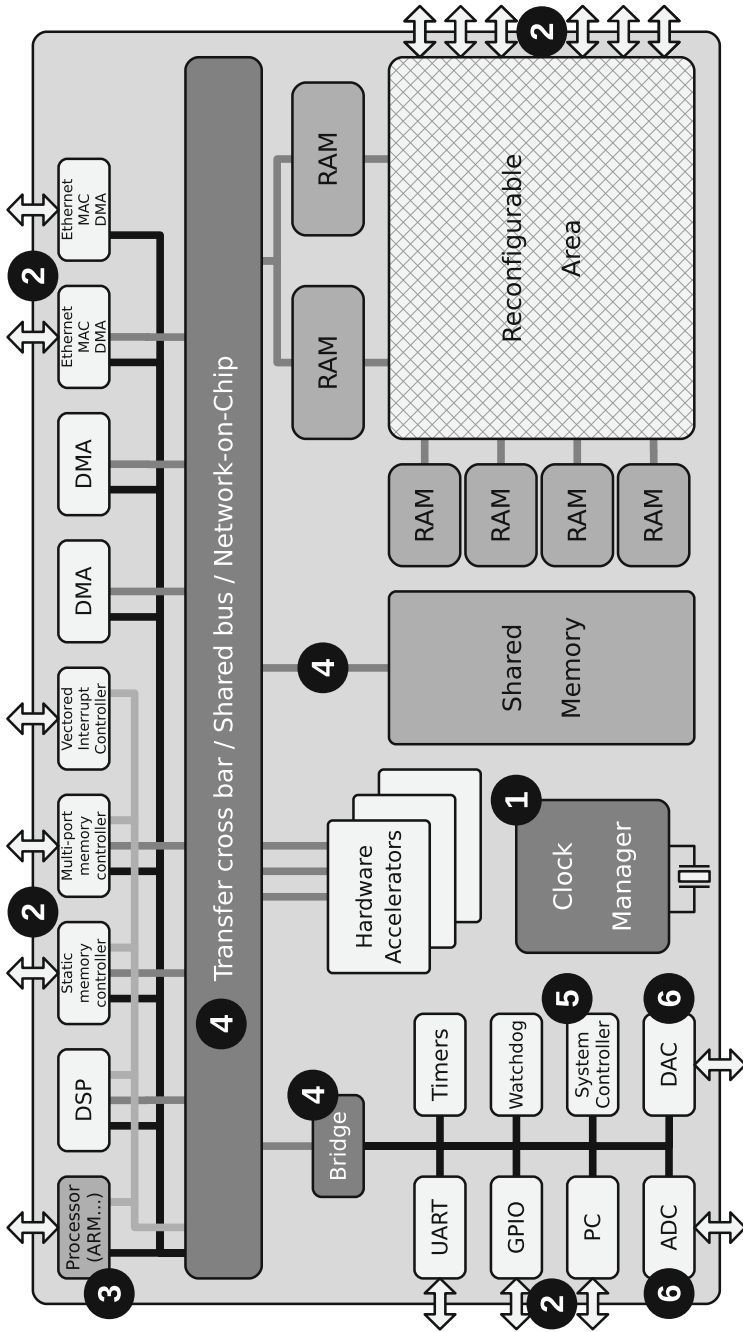 Processor
(ARM...)
3
DSP
Static
memory
controller
2
Multi-port
memory
controller
Vectored
Interrupt
Controller
DMA
DMA
Ethernet
MAC
DMA
2
Ethernet
MAC
DMA
4
Transfer cross bar / Shared bus / Network-on-Chip
Bridge
4
Hardware
Accelerators
4
RAM
RAM
UART
Timers
GPIO
Watchdog
2
PC
System
Controller
5
ADC
6
DAC
6
Clock
Manager
1
Shared
Memory
RAM
RAM
RAM
RAM
Reconfigurable
Area
2